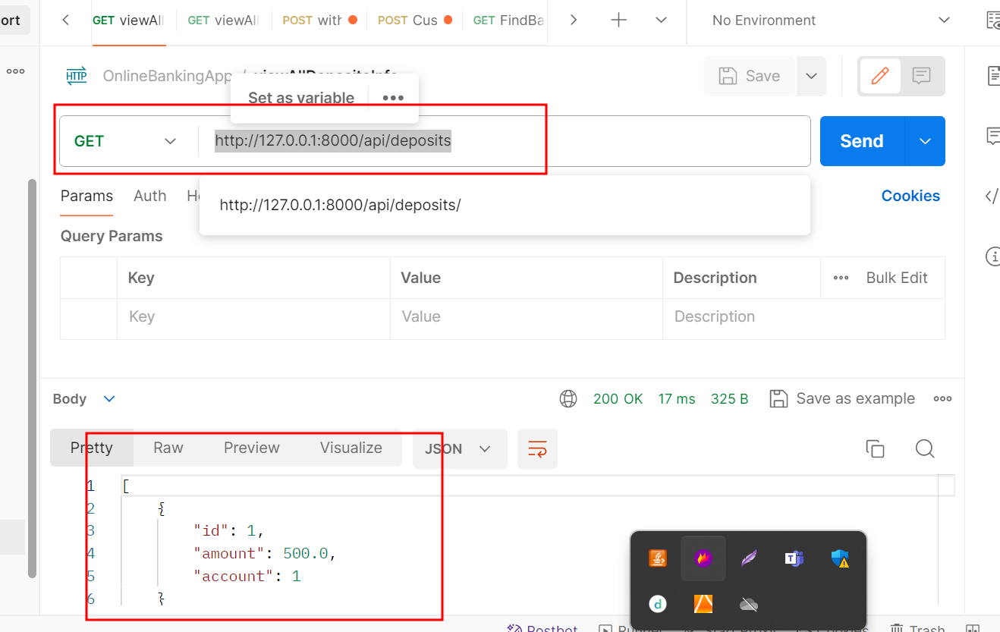 ort
GET viewAll
GET viewAll
POST with
POST Cus
GET FindBa
No Environment
OnlineBankingApp /
Save
Set as variable
GET
http://127.0.0.1:8000/api/deposits
Send
http://127.0.0.1:8000/api/deposits/
Params
Auth
Cookies
Query Params
Key
Value
Description
Bulk Edit
Key
Value
Description
Body
200 OK
17 ms
325 B
Save as example
Pretty
Raw
Preview
Visualize
JSON
1 [
2 {
3 "id": 1,
4 "amount": 500.0,
5 "account": 1
6 }
Postbot
Trash